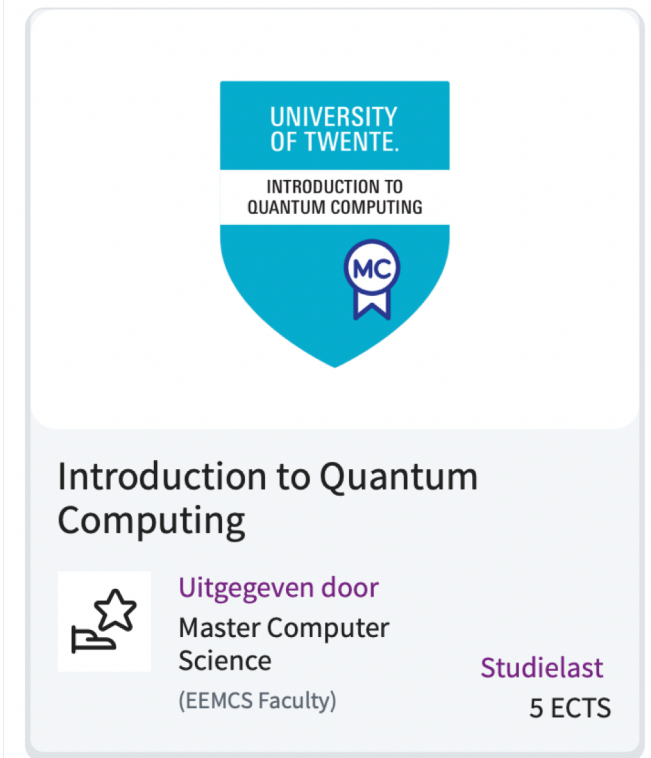 UNIVERSITY
OF TWENTE.
INTRODUCTION TO
QUANTUM COMPUTING
MC
Introduction to Quantum
Computing
Uitgegeven door
Master Computer
Science
(EEMCS Faculty)
Studielast
5 ECTS